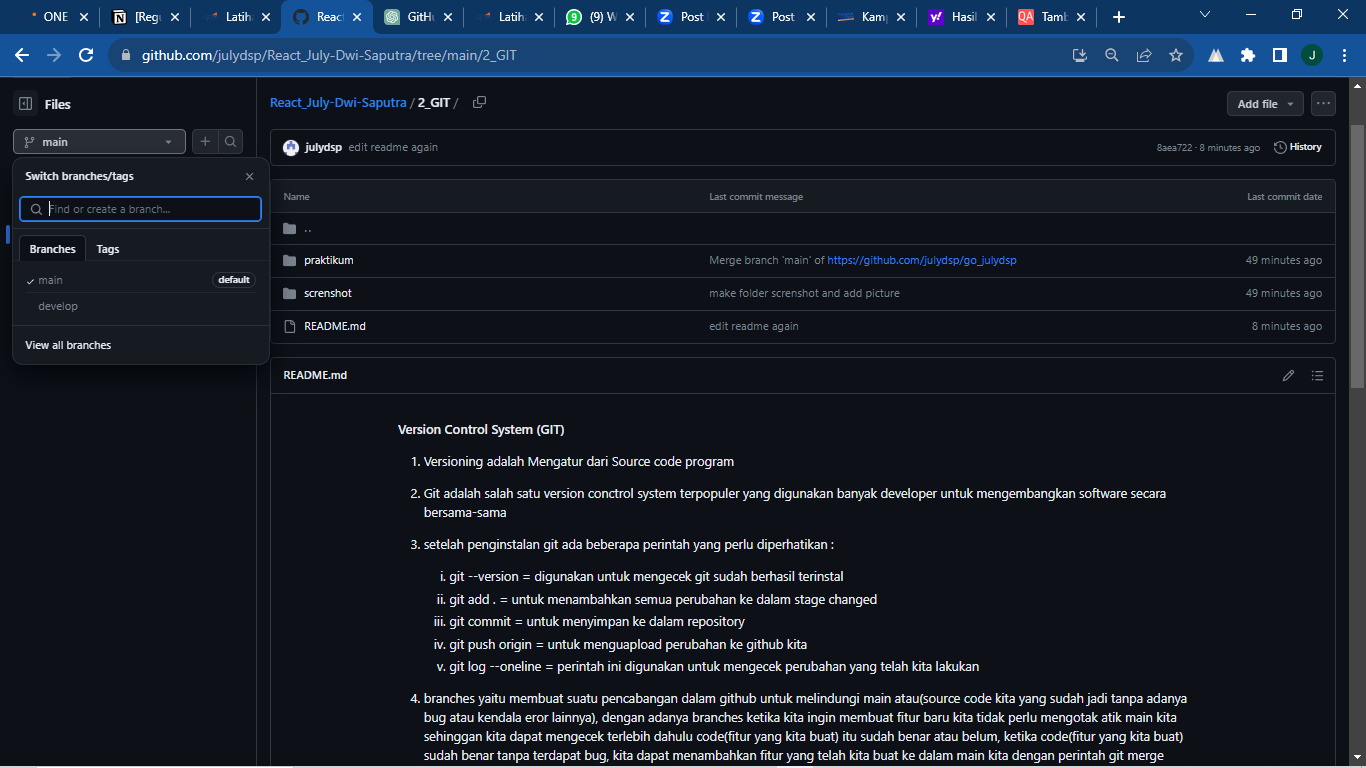 ONE
[Regu
Latiha
React
GitHu
Latiha
(9) W
Post
Post
Kamp
Hasil
Tamb
github.com/julydsp/React_July-Dwi-Saputra/tree/main/2_GIT
J
Files
React_July-Dwi-Saputra / 2_GIT /
Add file
main
julydsp edit readme again
8aea722 · 8 minutes ago
History
Switch branches/tags
Find or create a branch...
Branches
Tags
main
default
develop
View all branches
Name
Last commit message
Last commit date
..
praktikum
Merge branch 'main' of https://github.com/julydsp/go_julydsp
49 minutes ago
screnshot
make folder screnshot and add picture
49 minutes ago
README.md
edit readme again
8 minutes ago
README.md
Version Control System (GIT)
1. Versioning adalah Mengatur dari Source code program
2. Git adalah salah satu version conctrol system terpopuler yang digunakan banyak developer untuk mengembangkan software secara
bersama-sama
3. setelah penginstalan git ada beberapa perintah yang perlu diperhatikan :
i. git --version = digunakan untuk mengecek git sudah berhasil terinstal
ii. git add . = untuk menambahkan semua perubahan ke dalam stage changed
iii. git commit = untuk menyimpan ke dalam repository
iv. git push origin = untuk menguapload perubahan ke github kita
v. git log --oneline = perintah ini digunakan untuk mengecek perubahan yang telah kita lakukan
4. branches yaitu membuat suatu pencabangan dalam github untuk melindungi main atau(source code kita yang sudah jadi tanpa adanya
bug atau kendala eror lainnya), dengan adanya branches ketika kita ingin membuat fitur baru kita tidak perlu mengotak atik main kita
sehinggan kita dapat mengecek terlebih dahulu code(fitur yang kita buat) itu sudah benar atau belum, ketika code(fitur yang kita buat)
sudah benar tanpa terdapat bug, kita dapat menambahkan fitur yang telah kita buat ke dalam main kita dengan perintah git merge